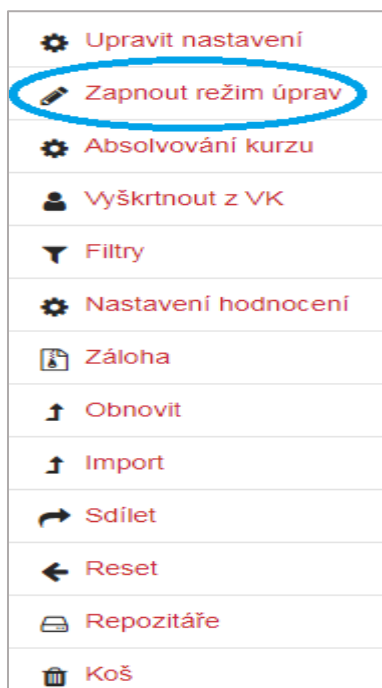 Upravit nastavení
Zapnout režim úprav
Absolvování kurzu
Vyškrtnout z VK
Filtry
Nastavení hodnocení
Záloha
Obnovit
Import
Sdílet
Reset
Repozitáře
Koš